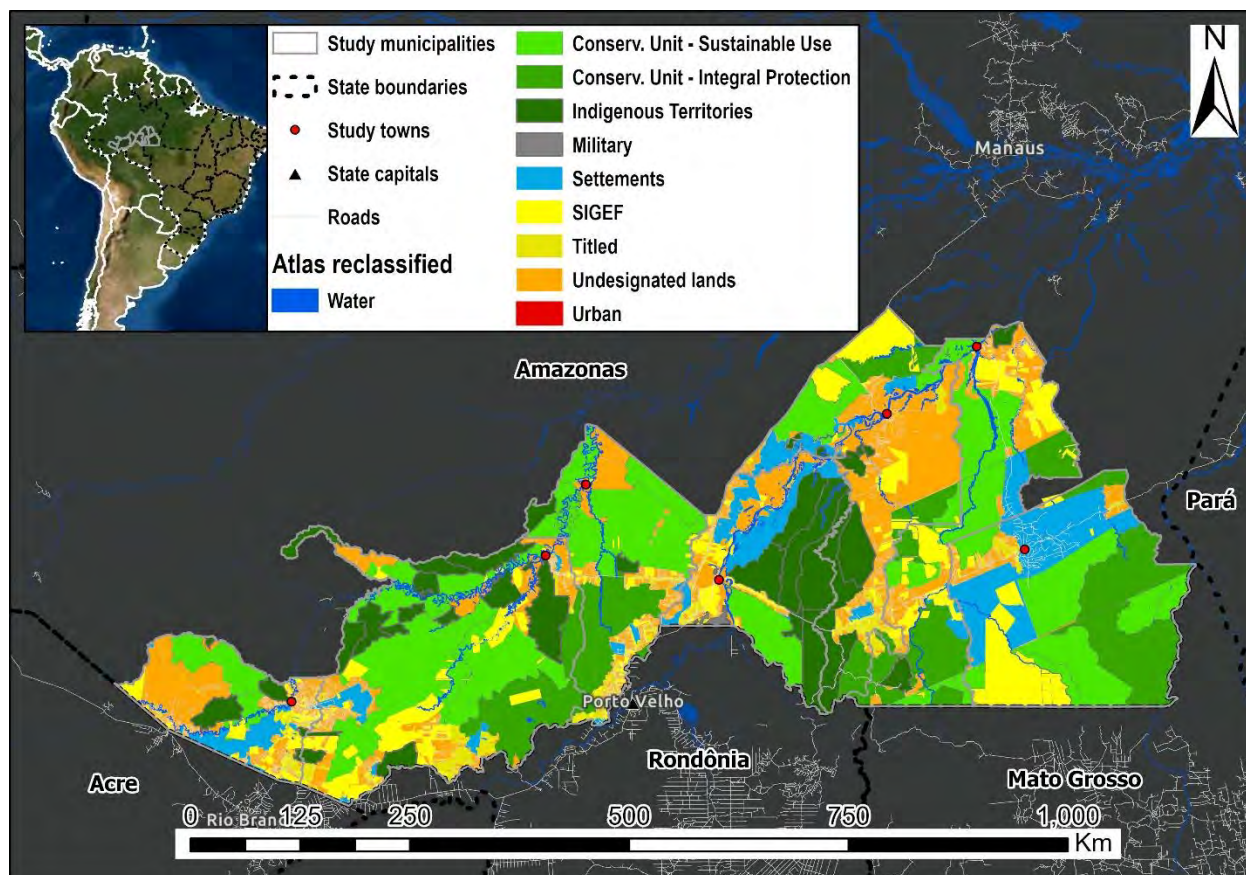 Study municipalities
State boundaries
Study towns
State capitals
Roads
Atlas reclassified
Water
Conserv. Unit - Sustainable Use
Conserv. Unit - Integral Protection
Indigenous Territories
Military
Settements
SIGEF
Titled
Undesignated lands
Urban
N
Manaus
Amazonas
Pará
Porto Velho
Rondônia
Acre
Mato Grosso
Rio Bran
0 125 250 500 750 1,000
Km